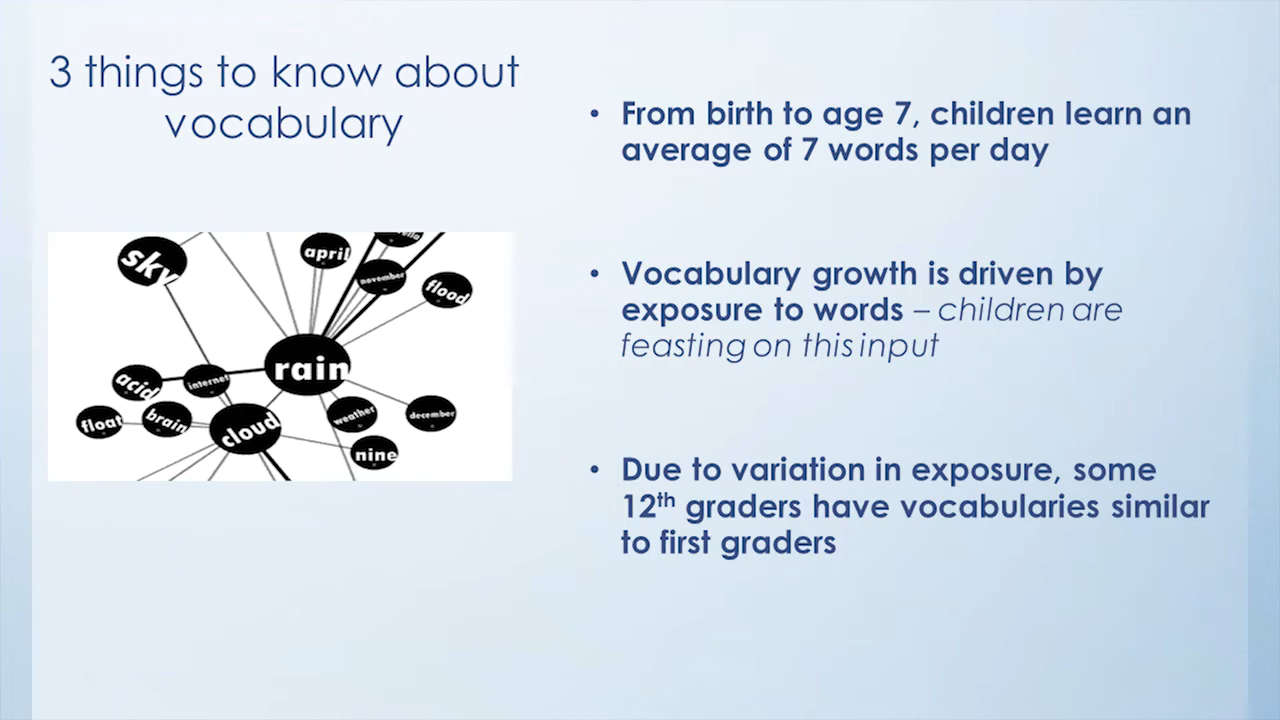 3 things to know about
vocabulary
• From birth to age 7, children learn an
average of 7 words per day
• Vocabulary growth is driven by
exposure to words – children are
feasting on this input
• Due to variation in exposure, some
12th graders have vocabularies similar
to first graders
sky
april
november
flood
rain
acid
internet
float
brain
cloud
weather
december
nine